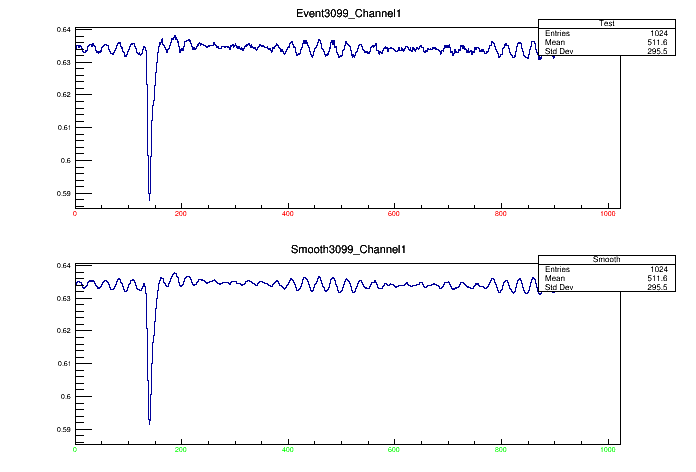 Event3099_Channel1
Test
Entries 1024
Mean 511.6
Std Dev 295.5
0.64
0.63
0.62
0.61
0.6
0.59
0 200 400 600 800 1000
Smooth3099_Channel1
Smooth
Entries 1024
Mean 511.6
Std Dev 295.5
0.64
0.63
0.62
0.61
0.6
0.59
0 200 400 600 800 1000